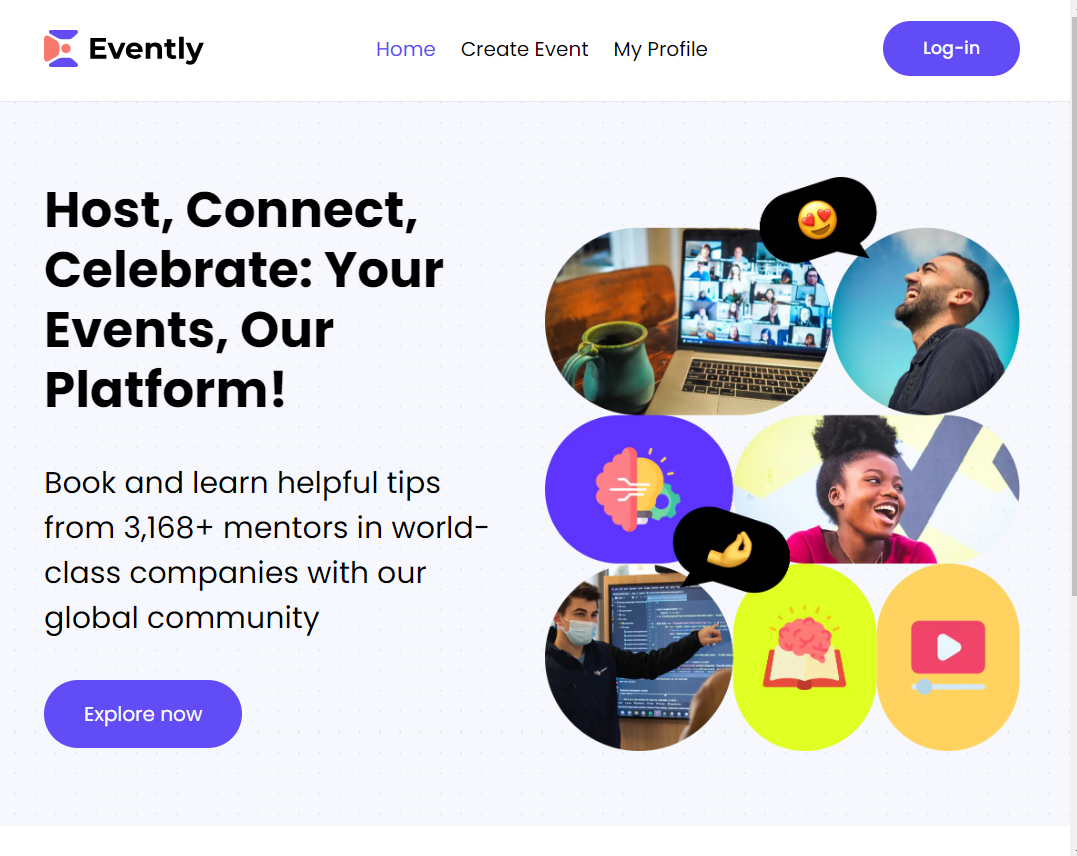 Evently
Home Create Event My Profile
Log-in
Host, Connect,
Celebrate: Your
Events, Our
Platform!
Book and learn helpful tips
from 3,168+ mentors in world-
class companies with our
global community
Explore now